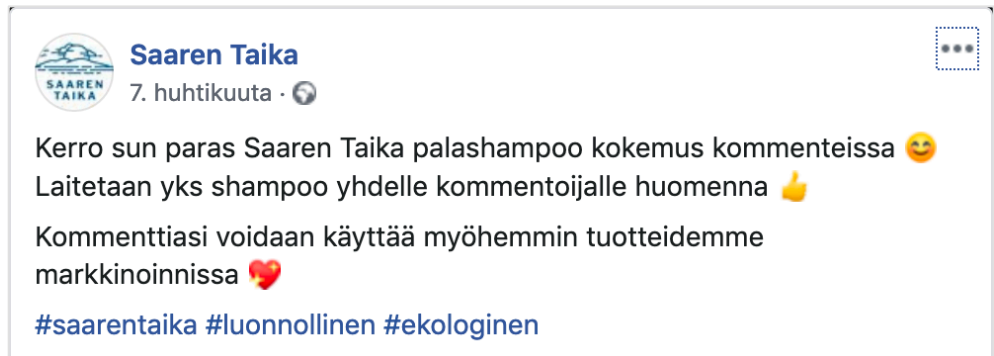 SAAREN
TAIKA
Saaren Taika
7. huhtikuuta ·
Kerro sun paras Saaren Taika palashampoo kokemus kommenteissa 😊
Laitetaan yks shampoo yhdelle kommentoijalle huomenna 👍
Kommenttiasi voidaan käyttää myöhemmin tuotteidemme
markkinoinnissa 💖
#saarentaika #luonnollinen #ekologinen